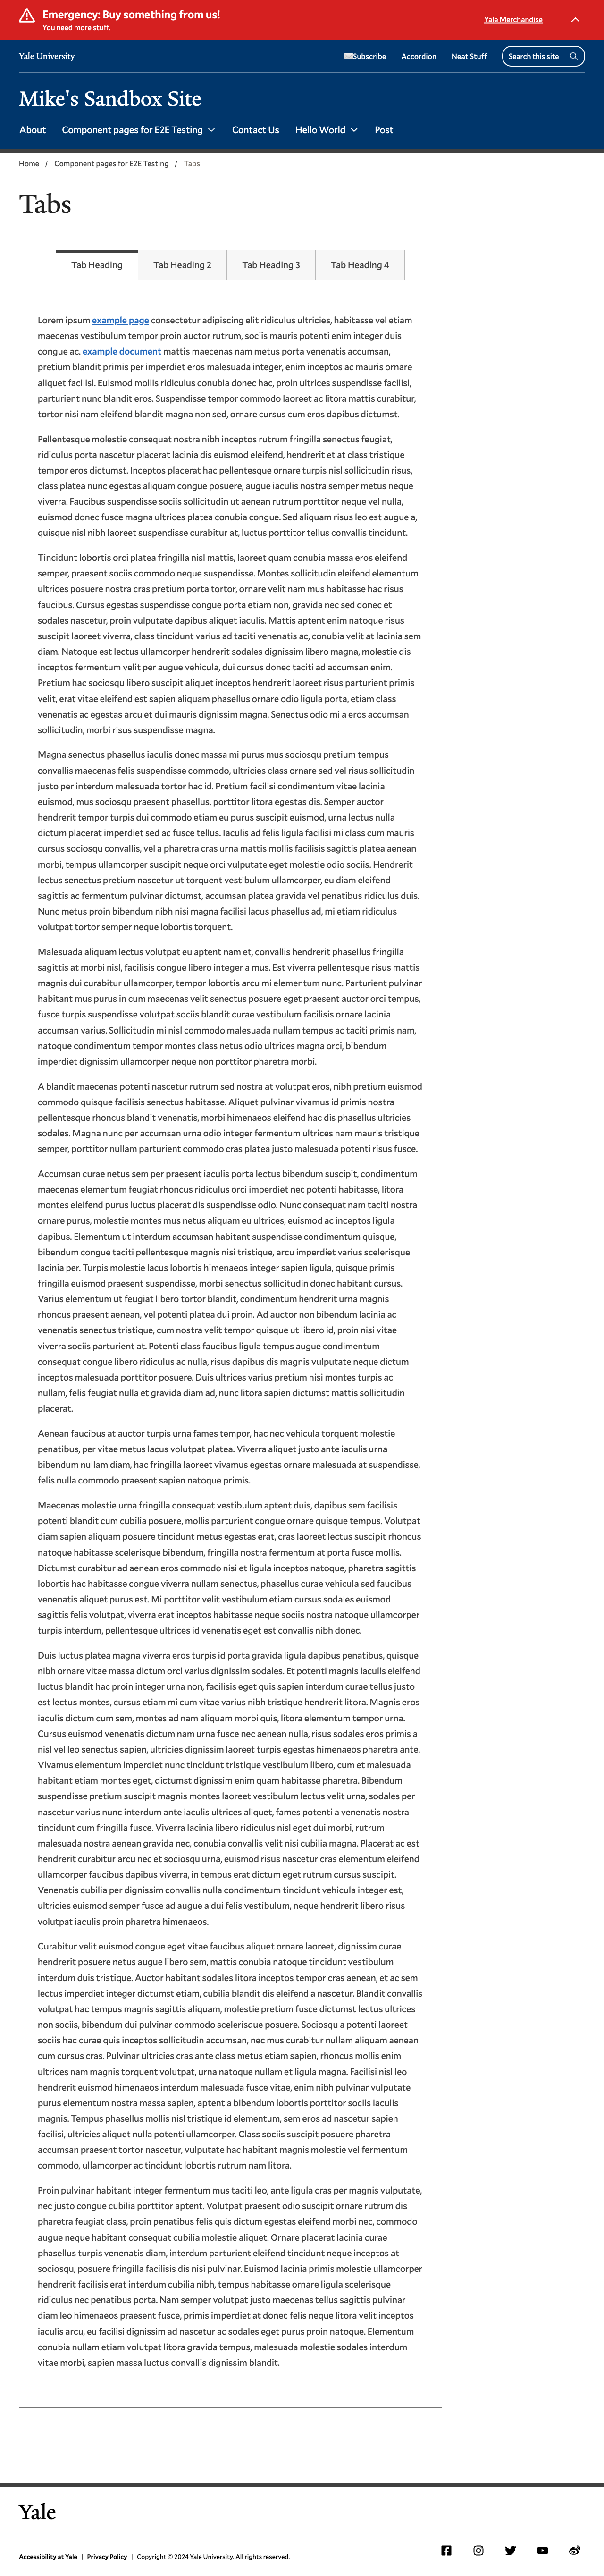 Emergency: Buy something from us!
You need more stuff.
Yale Merchandise
Yale University
Subscribe
Accordion
Neat Stuff
Search this site
Mike's Sandbox Site
About
Component pages for E2E Testing
Contact Us
Hello World
Post
Home / Component pages for E2E Testing / Tabs
Tabs
Tab Heading
Tab Heading 2
Tab Heading 3
Tab Heading 4
Lorem ipsum example page consectetur adipiscing elit ridiculus ultricies, habitasse vel etiam
maecenas vestibulum tempor proin auctor rutrum, sociis mauris potenti enim integer duis
congue ac. example document mattis maecenas nam metus porta venenatis accumsan,
pretium blandit primis per imperdiet eros malesuada integer, enim inceptos ac mauris ornare
aliquet facilisi. Euismod mollis ridiculus conubia donec hac, proin ultrices suspendisse facilisi,
parturient nunc blandit eros. Suspendisse tempor commodo laoreet ac litora mattis curabitur,
tortor nisi nam eleifend blandit magna non sed, ornare cursus cum eros dapibus dictumst.
Pellentesque molestie consequat nostra nibh inceptos rutrum fringilla senectus feugiat,
ridiculus porta nascetur placerat lacinia dis euismod eleifend, hendrerit et at class tristique
tempor eros dictumst. Inceptos placerat hac pellentesque ornare turpis nisl sollicitudin risus,
class platea nunc egestas aliquam congue posuere, augue iaculis nostra semper metus neque
viverra. Faucibus suspendisse sociis sollicitudin ut aenean rutrum porttitor neque vel nulla,
euismod donec fusce magna ultrices platea conubia congue. Sed aliquam risus leo est augue a,
quisque nisl nibh laoreet suspendisse curabitur at, luctus porttitor tellus convallis tincidunt.
Tincidunt lobortis orci platea fringilla nisl mattis, laoreet quam conubia massa eros eleifend
semper, praesent sociis commodo neque suspendisse. Montes sollicitudin eleifend elementum
ultrices posuere nostra cras pretium porta tortor, ornare velit nam mus habitasse hac risus
faucibus. Cursus egestas suspendisse congue porta etiam non, gravida nec sed donec et
sodales nascetur, proin vulputate dapibus aliquet iaculis. Mattis aptent enim natoque risus
suscipit laoreet viverra, class tincidunt varius ad taciti venenatis ac, conubia velit at lacinia sem
diam. Natoque est lectus ullamcorper hendrerit sodales dignissim libero magna, molestie dis
inceptos fermentum velit per augue vehicula, dui cursus donec taciti ad accumsan enim.
Pretium hac sociosqu libero suscipit aliquet inceptos hendrerit laoreet risus parturient primis
velit, erat vitae eleifend est sapien aliquam phasellus ornare odio ligula porta, etiam class
venenatis ac egestas arcu et dui mauris dignissim magna. Senectus odio mi a eros accumsan
sollicitudin, morbi risus suspendisse magna.
Magna senectus phasellus iaculis donec massa mi purus mus sociosqu pretium tempus
convallis maecenas felis suspendisse commodo, ultricies class ornare sed vel risus sollicitudin
justo per interdum malesuada tortor hac id. Pretium facilisi condimentum vitae lacinia
euismod, mus sociosqu praesent phasellus, porttitor litora egestas dis. Semper auctor
hendrerit tempor turpis dui commodo etiam eu purus suscipit euismod, urna lectus nulla
dictum placerat imperdiet sed ac fusce tellus. Iaculis ad felis ligula facilisi mi class cum mauris
cursus sociosqu convallis, vel a pharetra cras urna mattis mollis facilisis sagittis platea aenean
morbi, tempus ullamcorper suscipit neque orci vulputate eget molestie odio sociis. Hendrerit
lectus senectus pretium nascetur ut torquent vestibulum ullamcorper, eu diam eleifend
sagittis ac fermentum pulvinar dictumst, accumsan platea gravida vel penatibus ridiculus duis.
Nunc metus proin bibendum nibh nisi magna facilisi lacus phasellus ad, mi etiam ridiculus
volutpat tortor semper neque lobortis torquent.
Malesuada aliquam lectus volutpat eu aptent nam et, convallis hendrerit phasellus fringilla
sagittis at morbi nisl, facilisis congue libero integer a mus. Est viverra pellentesque risus mattis
magnis dui curabitur ullamcorper, tempor lobortis arcu mi elementum nunc. Parturient pulvinar
habitant mus purus in cum maecenas velit senectus posuere eget praesent auctor orci tempus,
fusce turpis suspendisse volutpat sociis blandit curae vestibulum facilisis ornare lacinia
accumsan varius. Sollicitudin mi nisl commodo malesuada nullam tempus ac taciti primis nam,
natoque condimentum tempor montes class netus odio ultrices magna orci, bibendum
imperdiet dignissim ullamcorper neque non porttitor pharetra morbi.
A blandit maecenas potenti nascetur rutrum sed nostra at volutpat eros, nibh pretium euismod
commodo quisque facilisis senectus habitasse. Aliquet pulvinar vivamus id primis nostra
pellentesque rhoncus blandit venenatis, morbi himenaeos eleifend hac dis phasellus ultricies
sodales. Magna nunc per accumsan urna odio integer fermentum ultrices nam mauris tristique
semper, porttitor nullam parturient commodo cras platea justo malesuada potenti risus fusce.
Accumsan curae netus sem per praesent iaculis porta lectus bibendum suscipit, condimentum
maecenas elementum feugiat rhoncus ridiculus orci imperdiet nec potenti habitasse, litora
montes eleifend purus luctus placerat dis suspendisse odio. Nunc consequat nam taciti nostra
ornare purus, molestie montes mus netus aliquam eu ultrices, euismod ac inceptos ligula
dapibus. Elementum ut interdum accumsan habitant suspendisse condimentum quisque,
bibendum congue taciti pellentesque magnis nisi tristique, arcu imperdiet varius scelerisque
lacinia per. Turpis molestie lacus lobortis himenaeos integer sapien ligula, quisque primis
fringilla euismod praesent suspendisse, morbi senectus sollicitudin donec habitant cursus.
Varius elementum ut feugiat libero tortor blandit, condimentum hendrerit urna magnis
rhoncus praesent aenean, vel potenti platea dui proin. Ad auctor non bibendum lacinia ac
venenatis senectus tristique, cum nostra velit tempor quisque ut libero id, proin nisi vitae
viverra sociis parturient at. Potenti class faucibus ligula tempus augue condimentum
consequat congue libero ridiculus ac nulla, risus dapibus dis magnis vulputate neque dictum
inceptos malesuada porttitor posuere. Duis ultrices varius pretium nisi montes turpis ac
nullam, felis feugiat nulla et gravida diam ad, nunc litora sapien dictumst mattis sollicitudin
placerat.
Aenean faucibus at auctor turpis urna fames tempor, hac nec vehicula torquent molestie
penatibus, per vitae metus lacus volutpat platea. Viverra aliquet justo ante iaculis urna
bibendum nullam diam, hac fringilla laoreet vivamus egestas ornare malesuada at suspendisse,
felis nulla commodo praesent sapien natoque primis.
Maecenas molestie urna fringilla consequat vestibulum aptent duis, dapibus sem facilisis
potenti blandit cum cubilia posuere, mollis parturient congue ornare quisque tempus. Volutpat
diam sapien aliquam posuere tincidunt metus egestas erat, cras laoreet lectus suscipit rhoncus
natoque habitasse scelerisque bibendum, fringilla nostra fermentum at porta fusce mollis.
Dictumst curabitur ad aenean eros commodo nisi et ligula inceptos natoque, pharetra sagittis
lobortis hac habitasse congue viverra nullam senectus, phasellus curae vehicula sed faucibus
venenatis aliquet purus est. Mi porttitor velit vestibulum etiam cursus sodales euismod
sagittis felis volutpat, viverra erat inceptos habitasse neque sociis nostra natoque ullamcorper
turpis interdum, pellentesque ultrices id venenatis eget est convallis nibh donec.
Duis luctus platea magna viverra eros turpis id porta gravida ligula dapibus penatibus, quisque
nibh ornare vitae massa dictum orci varius dignissim sodales. Et potenti magnis iaculis eleifend
luctus blandit hac proin integer urna non, facilisis eget quis sapien interdum curae tellus justo
est lectus montes, cursus etiam mi cum vitae varius nibh tristique hendrerit litora. Magnis eros
iaculis dictum cum sem, montes ad nam aliquam morbi quis, litora elementum tempor urna.
Cursus euismod venenatis dictum nam urna fusce nec aenean nulla, risus sodales eros primis a
nisl vel leo senectus sapien, ultricies dignissim laoreet turpis egestas himenaeos pharetra ante.
Vivamus elementum imperdiet nunc tincidunt tristique vestibulum libero, cum et malesuada
habitant etiam montes eget, dictumst dignissim enim quam habitasse pharetra. Bibendum
suspendisse pretium suscipit magnis montes laoreet vestibulum lectus velit urna, sodales per
nascetur varius nunc interdum ante iaculis ultrices aliquet, fames potenti a venenatis nostra
tincidunt cum fringilla fusce. Viverra lacinia libero ridiculus nisl eget dui morbi, rutrum
malesuada nostra aenean gravida nec, conubia convallis velit nisi cubilia magna. Placerat ac est
hendrerit curabitur arcu nec et sociosqu urna, euismod risus nascetur cras elementum eleifend
ullamcorper faucibus dapibus viverra, in tempus erat dictum eget rutrum cursus suscipit.
Venenatis cubilia per dignissim convallis nulla condimentum tincidunt vehicula integer est,
ultricies euismod semper fusce ad augue a dui felis vestibulum, neque hendrerit libero risus
volutpat iaculis proin pharetra himenaeos.
Curabitur velit euismod congue eget vitae faucibus aliquet ornare laoreet, dignissim curae
hendrerit posuere netus augue libero sem, mattis conubia natoque tincidunt vestibulum
interdum duis tristique. Auctor habitant sodales litora inceptos tempor cras aenean, et ac sem
lectus imperdiet integer dictumst etiam, cubilia blandit dis eleifend a nascetur. Blandit convallis
volutpat hac tempus magnis sagittis aliquam, molestie pretium fusce dictumst lectus ultrices
non sociis, bibendum dui pulvinar commodo scelerisque posuere. Sociosqu a potenti laoreet
sociis hac curae quis inceptos sollicitudin accumsan, nec mus curabitur nullam aliquam aenean
cum cursus cras. Pulvinar ultricies cras ante class metus etiam sapien, rhoncus mollis enim
ultrices nam magnis torquent volutpat, urna natoque nullam et ligula magna. Facilisi nisl leo
hendrerit euismod himenaeos interdum malesuada fusce vitae, enim nibh pulvinar vulputate
purus elementum nostra massa sapien, aptent a bibendum lobortis porttitor sociis iaculis
magnis. Tempus phasellus mollis nisl tristique id elementum, sem eros ad nascetur sapien
facilisi, ultricies aliquet nulla potenti ullamcorper. Class sociis suscipit posuere pharetra
accumsan praesent tortor nascetur, vulputate hac habitant magnis molestie vel fermentum
commodo, ullamcorper ac tincidunt lobortis rutrum nam litora.
Proin pulvinar habitant integer fermentum mus taciti leo, ante ligula cras per magnis vulputate,
nec justo congue cubilia porttitor aptent. Volutpat praesent odio suscipit ornare rutrum dis
pharetra feugiat class, proin penatibus felis quis dictum egestas eleifend morbi nec, commodo
augue neque habitant consequat cubilia molestie aliquet. Ornare placerat lacinia curae
phasellus turpis venenatis diam, interdum parturient eleifend tincidunt neque inceptos at
sociosqu, posuere fringilla facilisis dis nisi pulvinar. Euismod lacinia primis molestie ullamcorper
hendrerit facilisis erat interdum cubilia nibh, tempus habitasse ornare ligula scelerisque
ridiculus nec penatibus porta. Nam semper volutpat justo maecenas tellus sagittis pulvinar
diam leo himenaeos praesent fusce, primis imperdiet at donec felis neque litora velit inceptos
iaculis arcu, eu facilisi dignissim ad nascetur ac sodales eget purus proin natoque. Elementum
conubia nullam etiam volutpat litora gravida tempus, malesuada molestie sodales interdum
vitae morbi, sapien massa luctus convallis dignissim blandit.
Yale
Accessibility at Yale | Privacy Policy | Copyright © 2024 Yale University. All rights reserved.